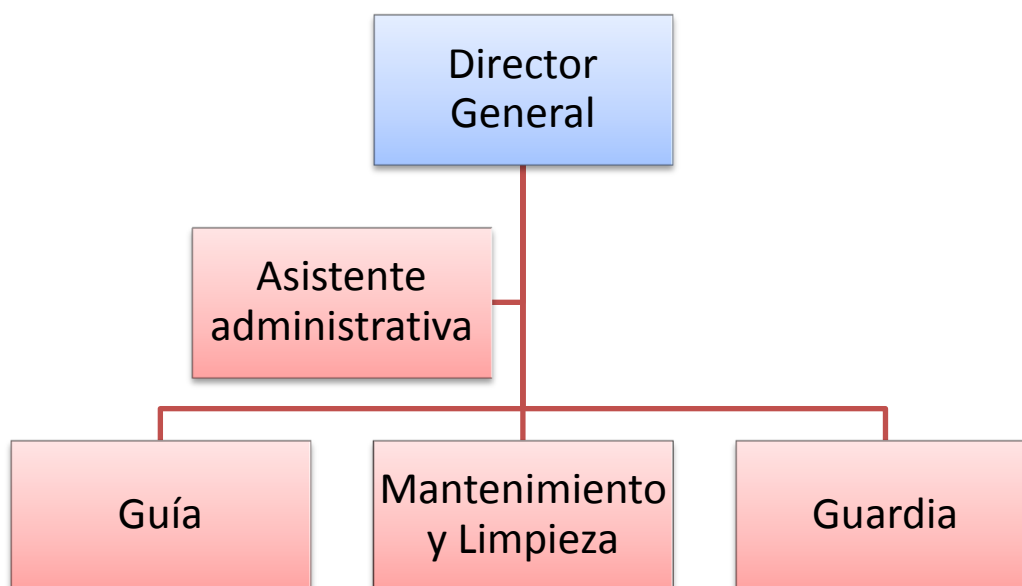 Director
General
Asistente
administrativa
Guía
Mantenimiento
y Limpieza
Guardia